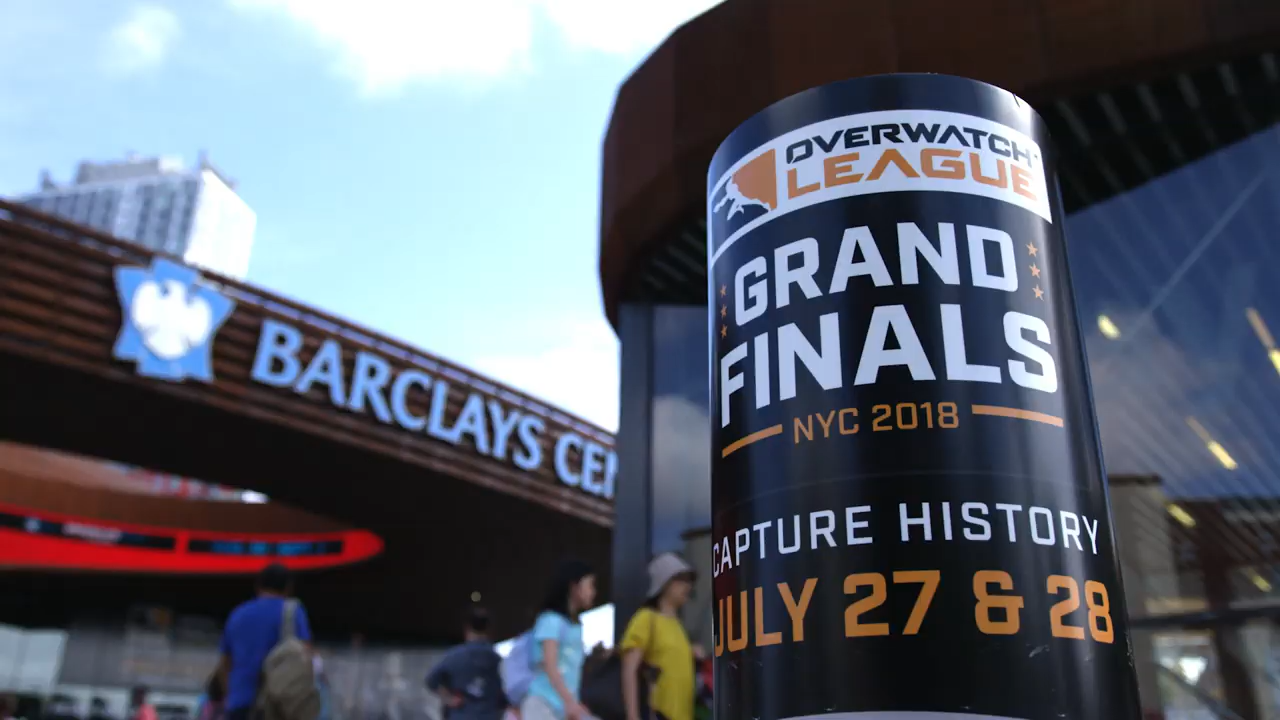 BARCLAYS CEN
OVERWATCH
LEAGUE
GRAND
FINALS
NYC 2018
CAPTURE HISTORY
JULY 27 & 28